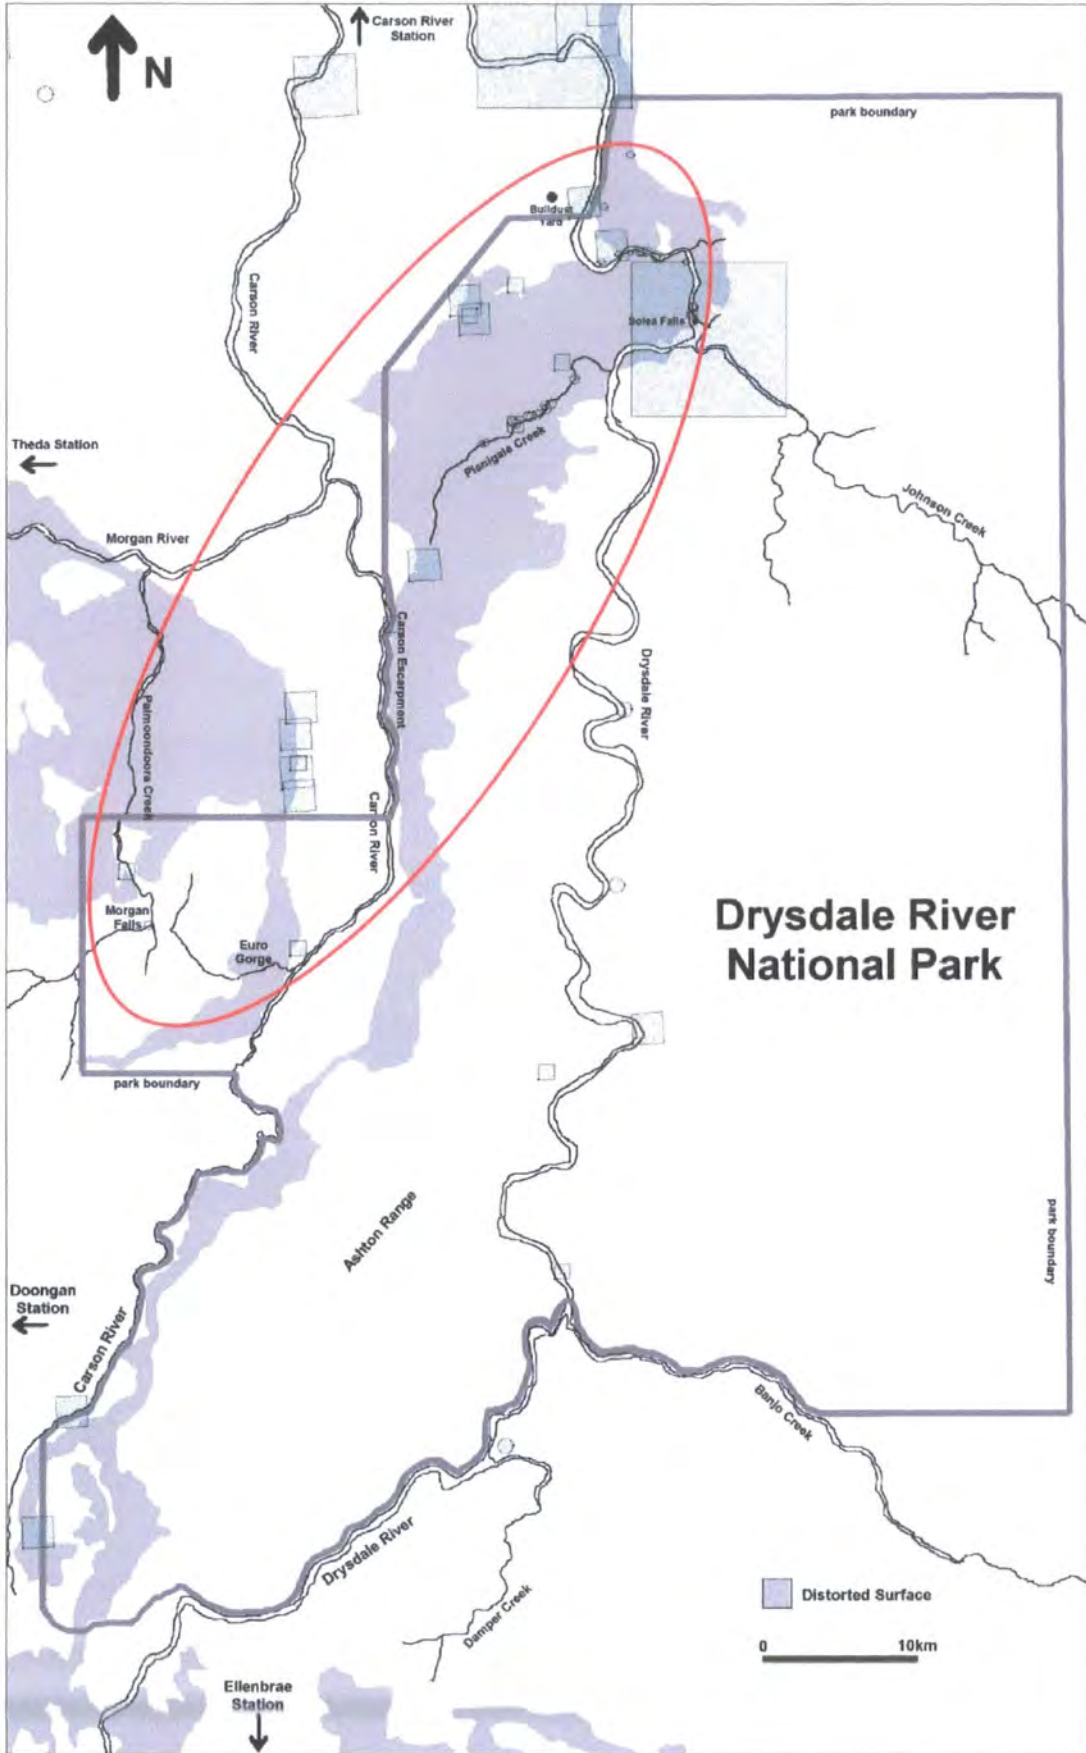 Carson River
Station
N
park boundary
Bulldust
Yard
Carson River
Solea Falls
Theda Station
Planigale Creek
Johnson Creek
Morgan River
Carson Escarpment
Drysdale River
Palmoondoora Creek
Carson River
Drysdale River
National Park
Morgan
Falls
Euro
Gorge
park boundary
Ashton Range
park boundary
Doongan
Station
Carson River
Banjo Creek
Drysdale River
Damper Creek
Distorted Surface
0 10km
Ellenbrae
Station